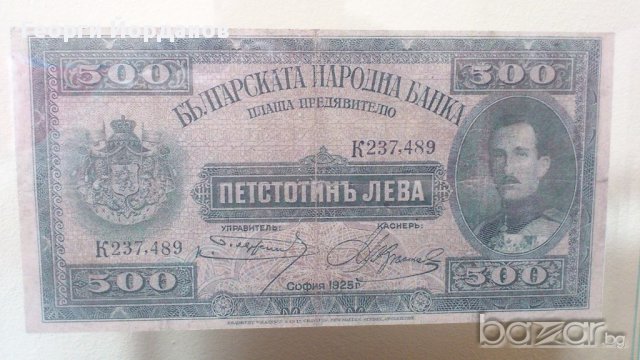 Георги Йорданов
500 500
БЪЛГАРСКАТА НАРОДНА БАНКА
ПЛАЩА ПРЕДЯВИТЕЛЮ
К237,489
ПЕТСТОТИНЪ ЛЕВА
УПРАВИТЕЛЬ: КАСИЕРЪ:
К237,489
500 СОФИЯ 1925 Г 500
bazar.bg